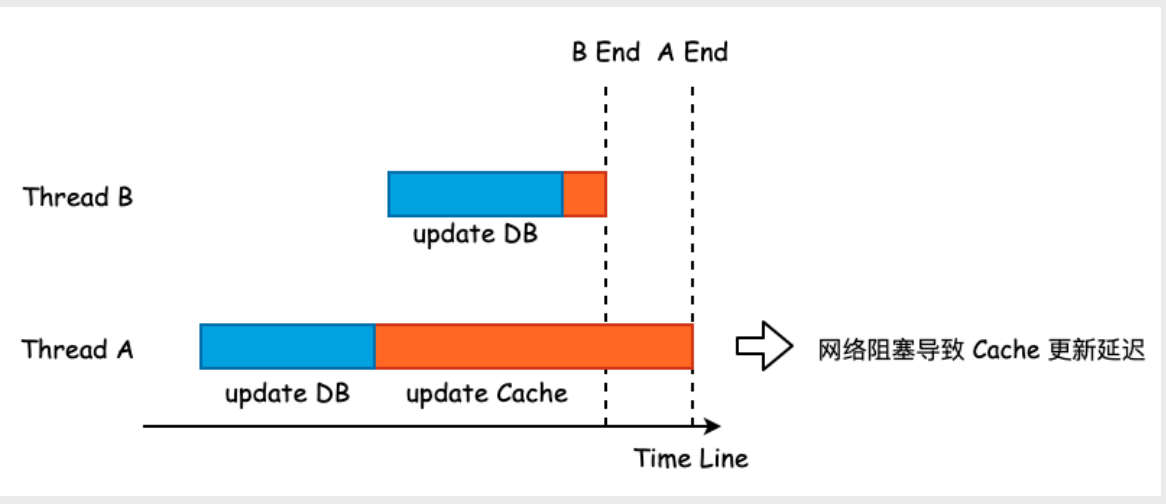 B End A End
Thread B
update DB
Thread A
网络阻塞导致 Cache 更新延迟
update DB update Cache
Time Line